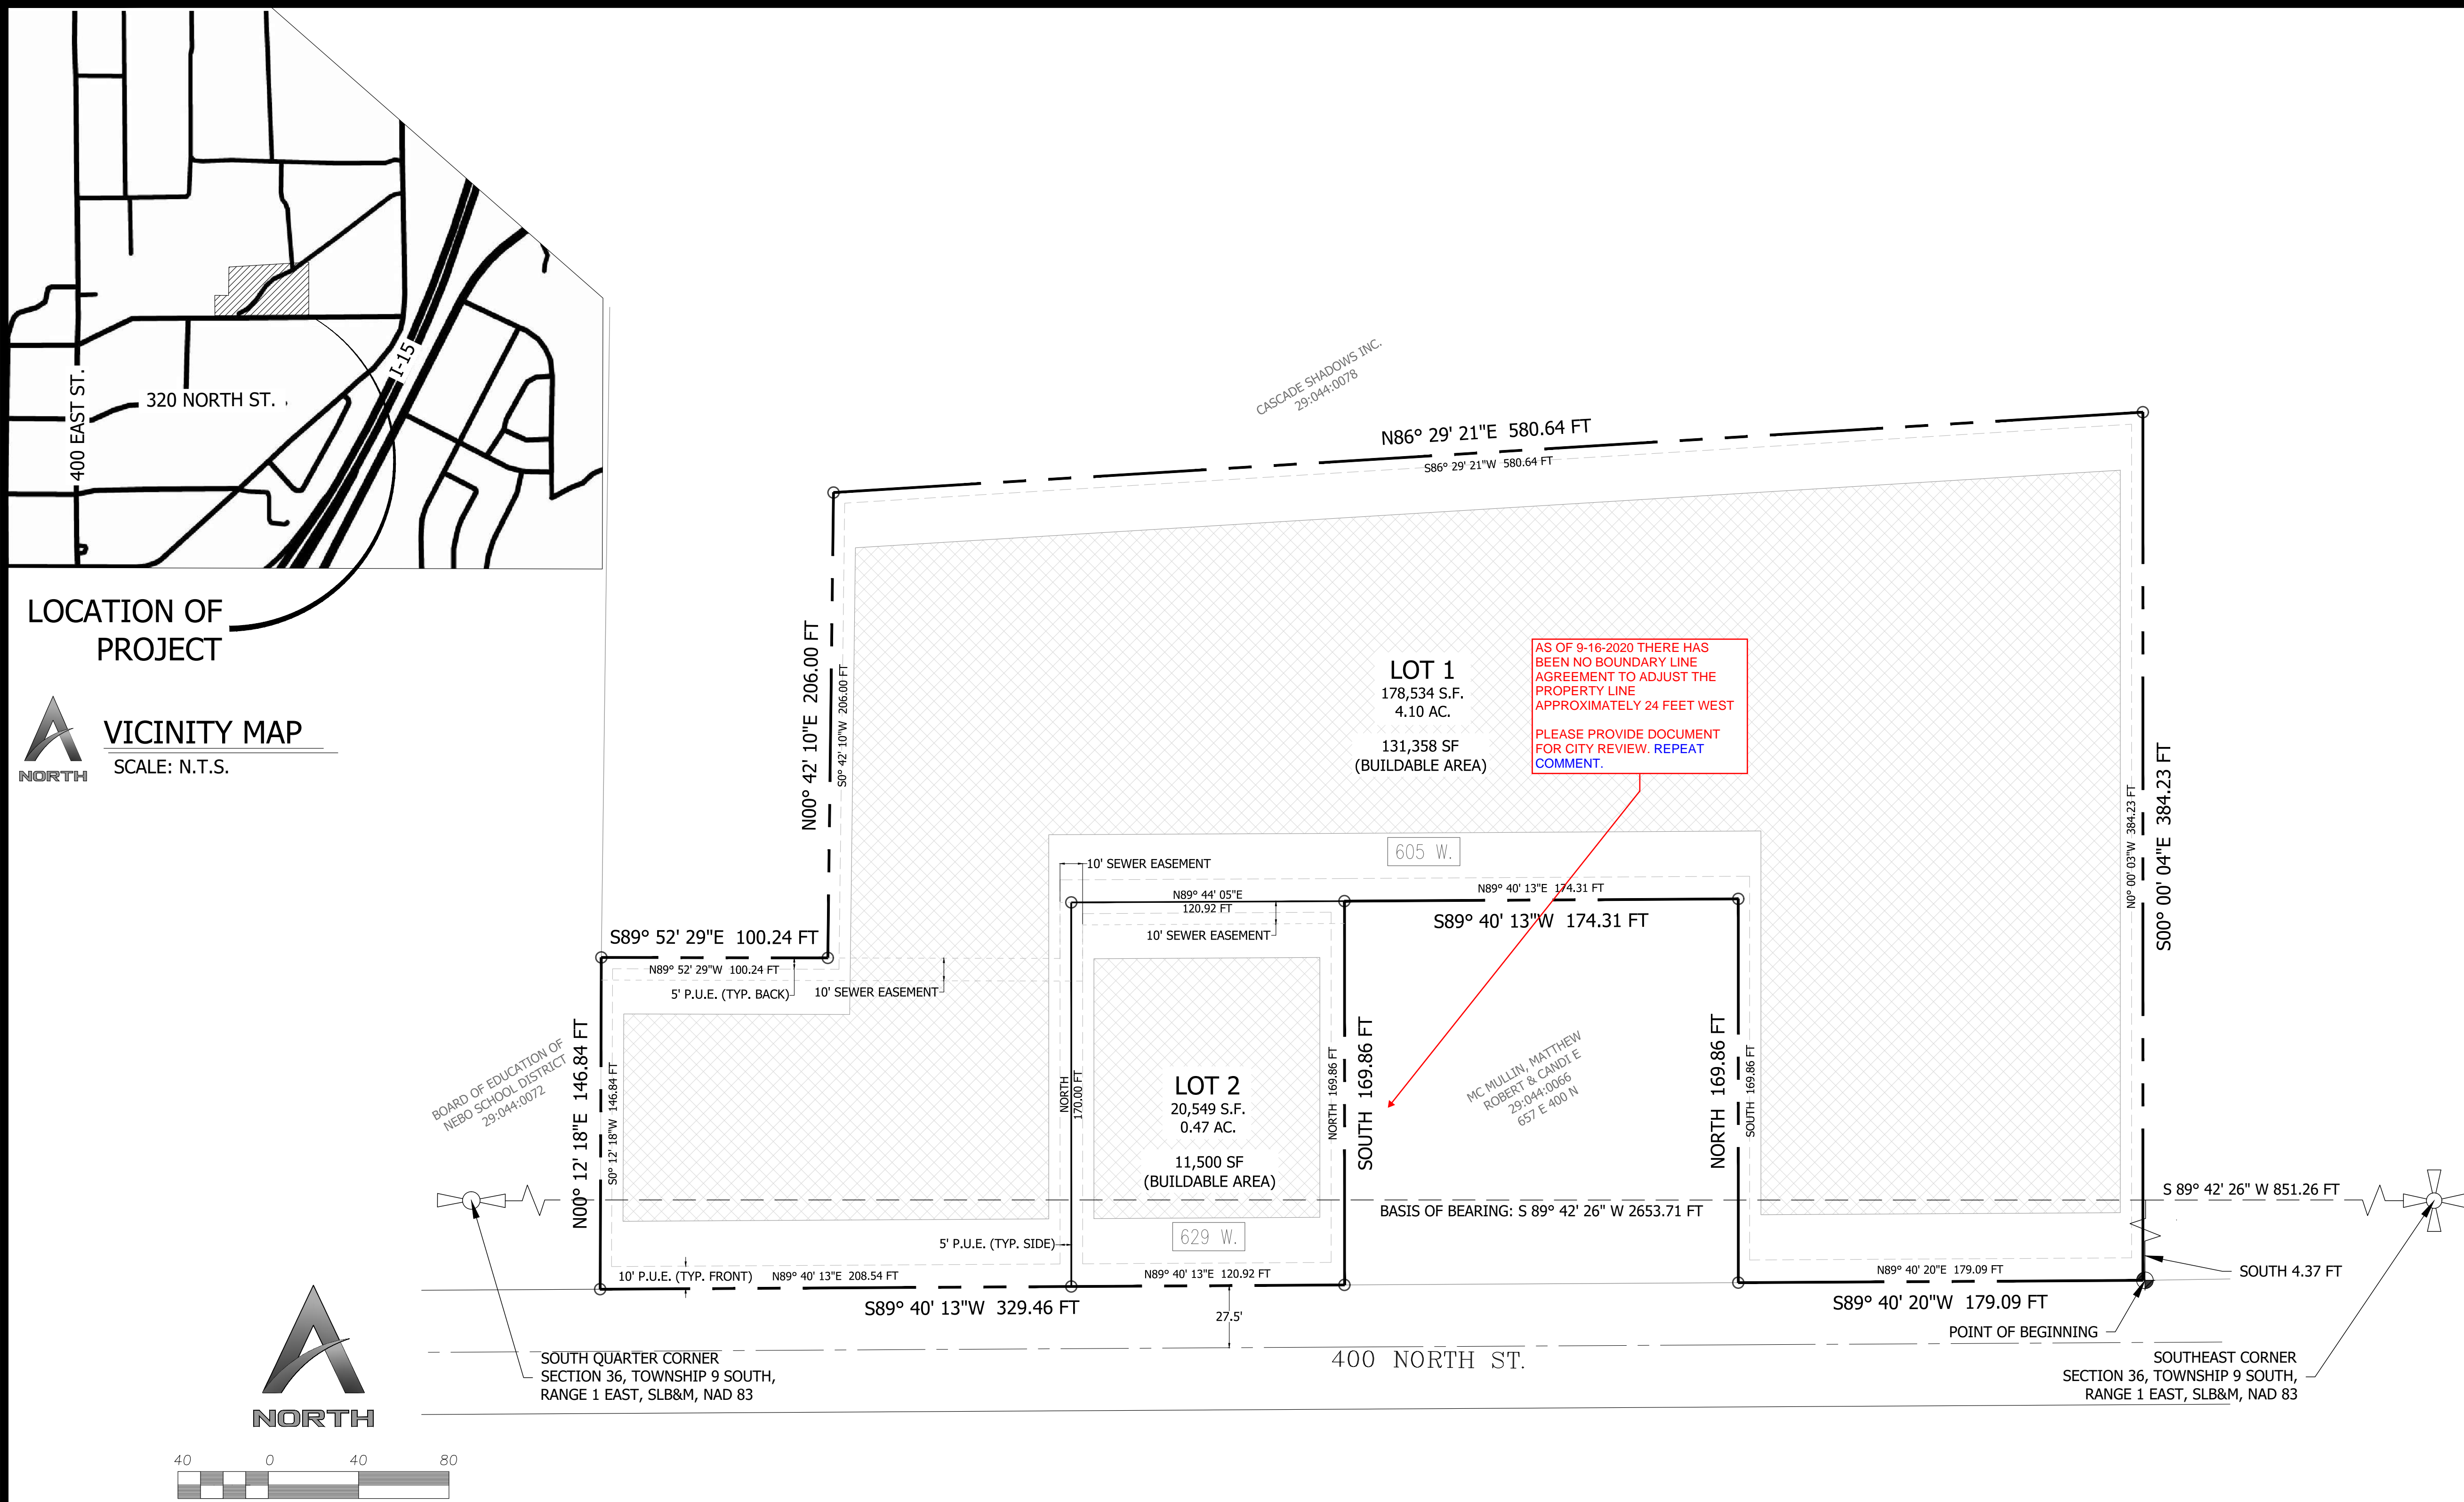 400 EAST ST.
320 NORTH ST.
I-15
LOCATION OF
PROJECT
NORTH
VICINITY MAP
SCALE: N.T.S.
CASCADE SHADOWS INC.
29:044:0078
N86° 29' 21"E  580.64 FT
S86° 29' 21"W  580.64 FT
N00° 42' 10"E  206.00 FT
S0° 42' 10"W  206.00 FT
LOT 1
178,534 S.F.
4.10 AC.
131,358 SF
(BUILDABLE AREA)
AS OF 9-16-2020 THERE HAS
BEEN NO BOUNDARY LINE
AGREEMENT TO ADJUST THE
PROPERTY LINE
APPROXIMATELY 24 FEET WEST
PLEASE PROVIDE DOCUMENT
FOR CITY REVIEW. REPEAT
COMMENT.
N0° 00' 03"W  384.23 FT
S00° 00' 04"E  384.23 FT
605 W.
10' SEWER EASEMENT
N89° 44' 05"E
120.92 FT
N89° 40' 13"E  174.31 FT
S89° 40' 13"W  174.31 FT
10' SEWER EASEMENT
S89° 52' 29"E  100.24 FT
N89° 52' 29"W  100.24 FT
5' P.U.E. (TYP. BACK)
10' SEWER EASEMENT
BOARD OF EDUCATION OF
NEBO SCHOOL DISTRICT
29:044:0072
N00° 12' 18"E  146.84 FT
S0° 12' 18"W  146.84 FT
NORTH
170.00 FT
LOT 2
20,549 S.F.
0.47 AC.
11,500 SF
(BUILDABLE AREA)
NORTH  169.86 FT
SOUTH  169.86 FT
MC MULLIN, MATTHEW
ROBERT & CANDI E
29:044:0066
657 E 400 N
NORTH  169.86 FT
SOUTH  169.86 FT
S 89° 42' 26" W 851.26 FT
BASIS OF BEARING: S 89° 42' 26" W 2653.71 FT
629 W.
5' P.U.E. (TYP. SIDE)
10' P.U.E. (TYP. FRONT)
N89° 40' 13"E  208.54 FT
N89° 40' 13"E  120.92 FT
N89° 40' 20"E  179.09 FT
SOUTH 4.37 FT
S89° 40' 13"W  329.46 FT
27.5'
S89° 40' 20"W  179.09 FT
POINT OF BEGINNING
400 NORTH ST.
SOUTH QUARTER CORNER
SECTION 36, TOWNSHIP 9 SOUTH,
RANGE 1 EAST, SLB&M, NAD 83
SOUTHEAST CORNER
SECTION 36, TOWNSHIP 9 SOUTH,
RANGE 1 EAST, SLB&M, NAD 83
NORTH
40 0 40 80